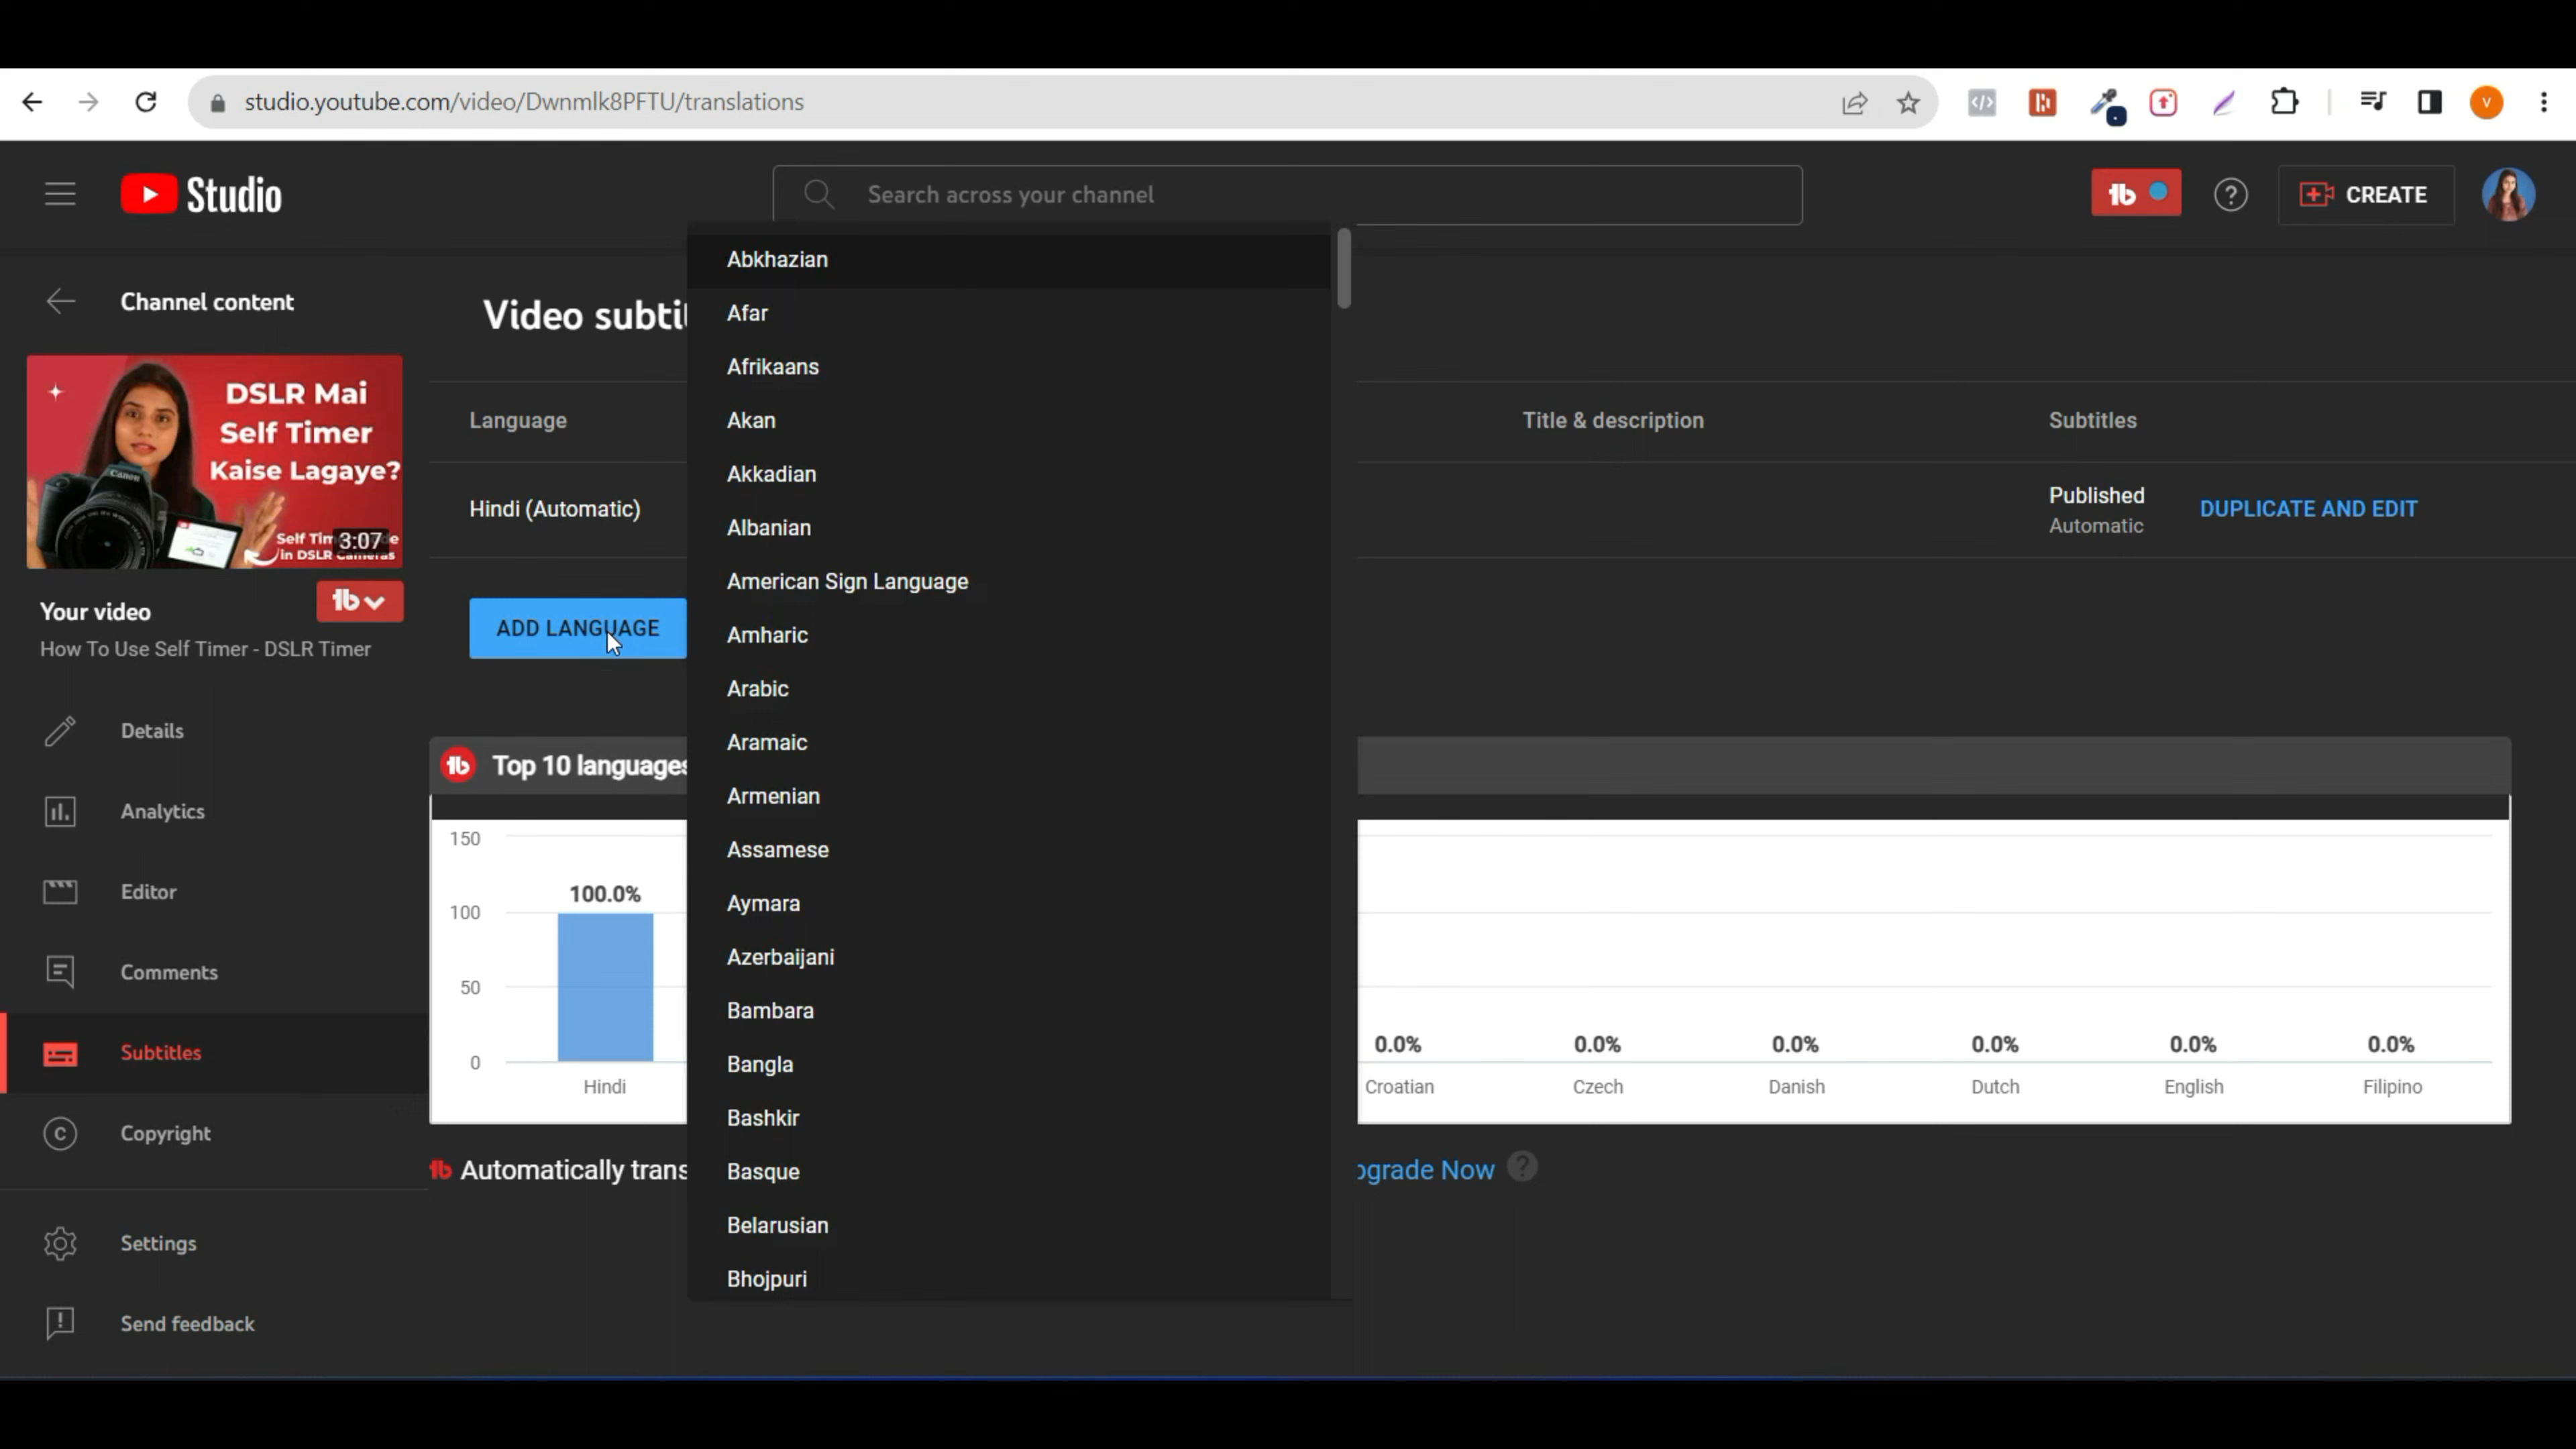 studio.youtube.com/video/Dwnmlk8PFTU/translations
V
Studio
Search across your channel
CREATE
Channel content
DSLR Mai
Self Timer
Kaise Lagaye?
Canon
3:07
in DSLR Cameras
Your video
How To Use Self Timer - DSLR Timer
Details
Analytics
Editor
Comments
Subtitles
Copyright
Settings
Send feedback
Language
Title & description
Subtitles
Hindi (Automatic)
Published
Automatic
DUPLICATE AND EDIT
ADD LANGUAGE
Abkhazian
Afar
Afrikaans
Akan
Akkadian
Albanian
American Sign Language
Amharic
Arabic
Aramaic
Armenian
Assamese
Aymara
Azerbaijani
Bambara
Bangla
Bashkir
Basque
Belarusian
Bhojpuri
Top 10 languages
150
100
50
0
100.0%
0.0%
0.0%
0.0%
0.0%
0.0%
0.0%
Hindi
Croatian
Czech
Danish
Dutch
English
Filipino
Automatically
Now